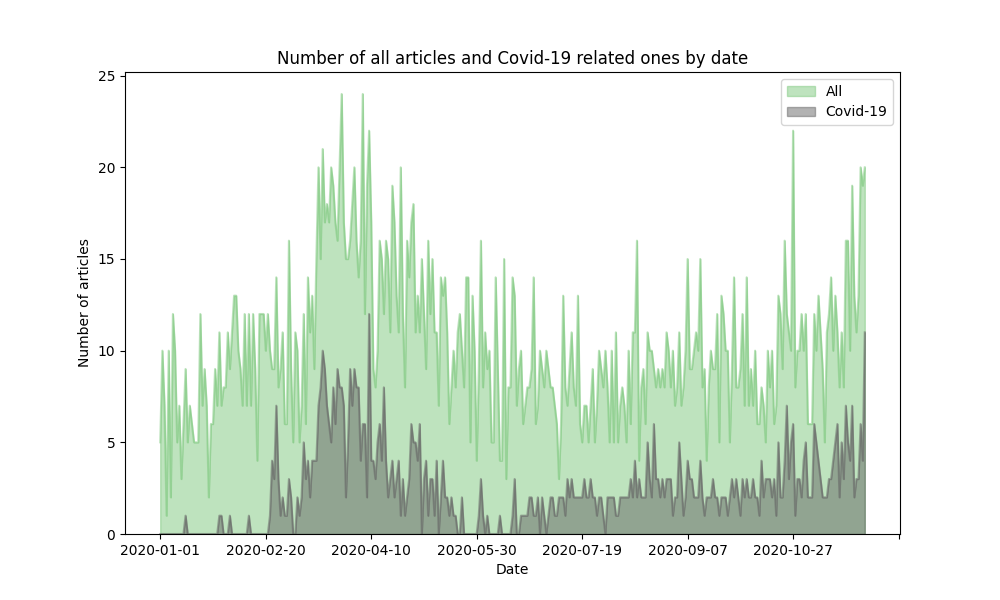 Number of all articles and Covid-19 related ones by date
25
20
15
10
5
0
Number of articles
All
Covid-19
2020-01-01 2020-02-20 2020-04-10 2020-05-30 2020-07-19 2020-09-07 2020-10-27
Date